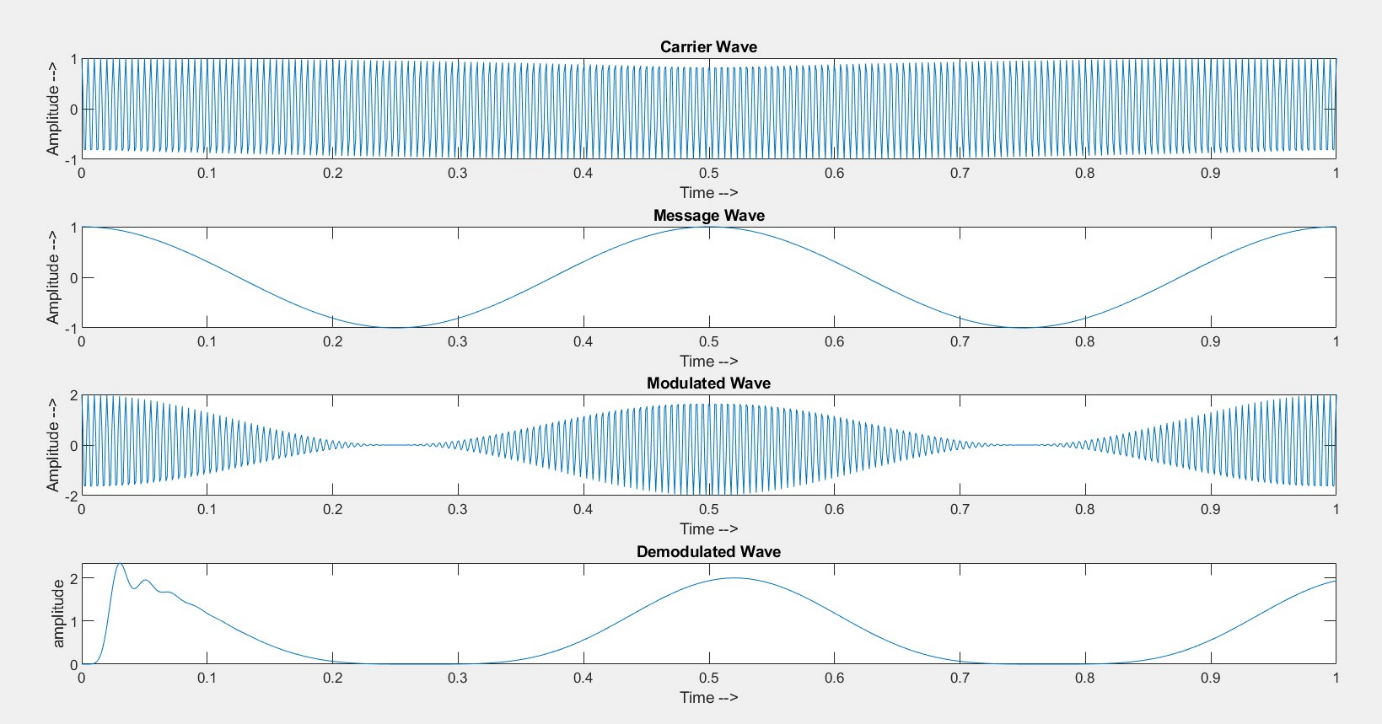 Carrier Wave
Amplitude -->
1
0
-1
0 0.1 0.2 0.3 0.4 0.5 0.6 0.7 0.8 0.9 1
Time -->
Message Wave
Amplitude -->
1
0
-1
0 0.1 0.2 0.3 0.4 0.5 0.6 0.7 0.8 0.9 1
Time -->
Modulated Wave
Amplitude -->
2
0
-2
0 0.1 0.2 0.3 0.4 0.5 0.6 0.7 0.8 0.9 1
Time -->
Demodulated Wave
amplitude
2
1
0
0 0.1 0.2 0.3 0.4 0.5 0.6 0.7 0.8 0.9 1
Time -->